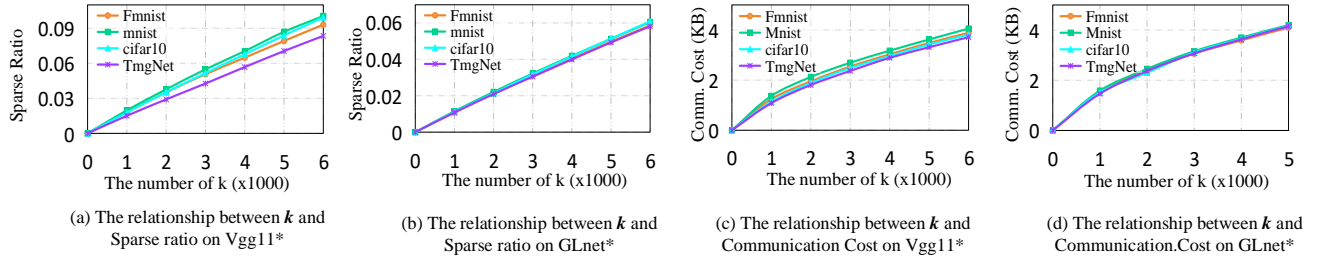 Sparse Ratio
0.09
0.06
0.03
0
Fmnist
mnist
cifar10
TmgNet
0 1 2 3 4 5 6
The number of k (x1000)
(a) The relationship between k and
Sparse ratio on Vgg11*
Sparse Ratio
0.06
0.04
0.02
0
Fmnist
mnist
cifar10
TmgNet
0 1 2 3 4 5 6
The number of k (x1000)
(b) The relationship between k and
Sparse ratio on GLnet*
Comm. Cost (KB)
4
2
0
Fmnist
Mnist
cifar10
TmgNet
0 1 2 3 4 5 6
The number of k (x1000)
(c) The relationship between k and
Communication Cost on Vgg11*
Comm. Cost (KB)
4
2
0
Fmnist
Mnist
cifar10
TmgNet
0 1 2 3 4 5
The number of k (x1000)
(d) The relationship between k and
Communication.Cost on GLnet*